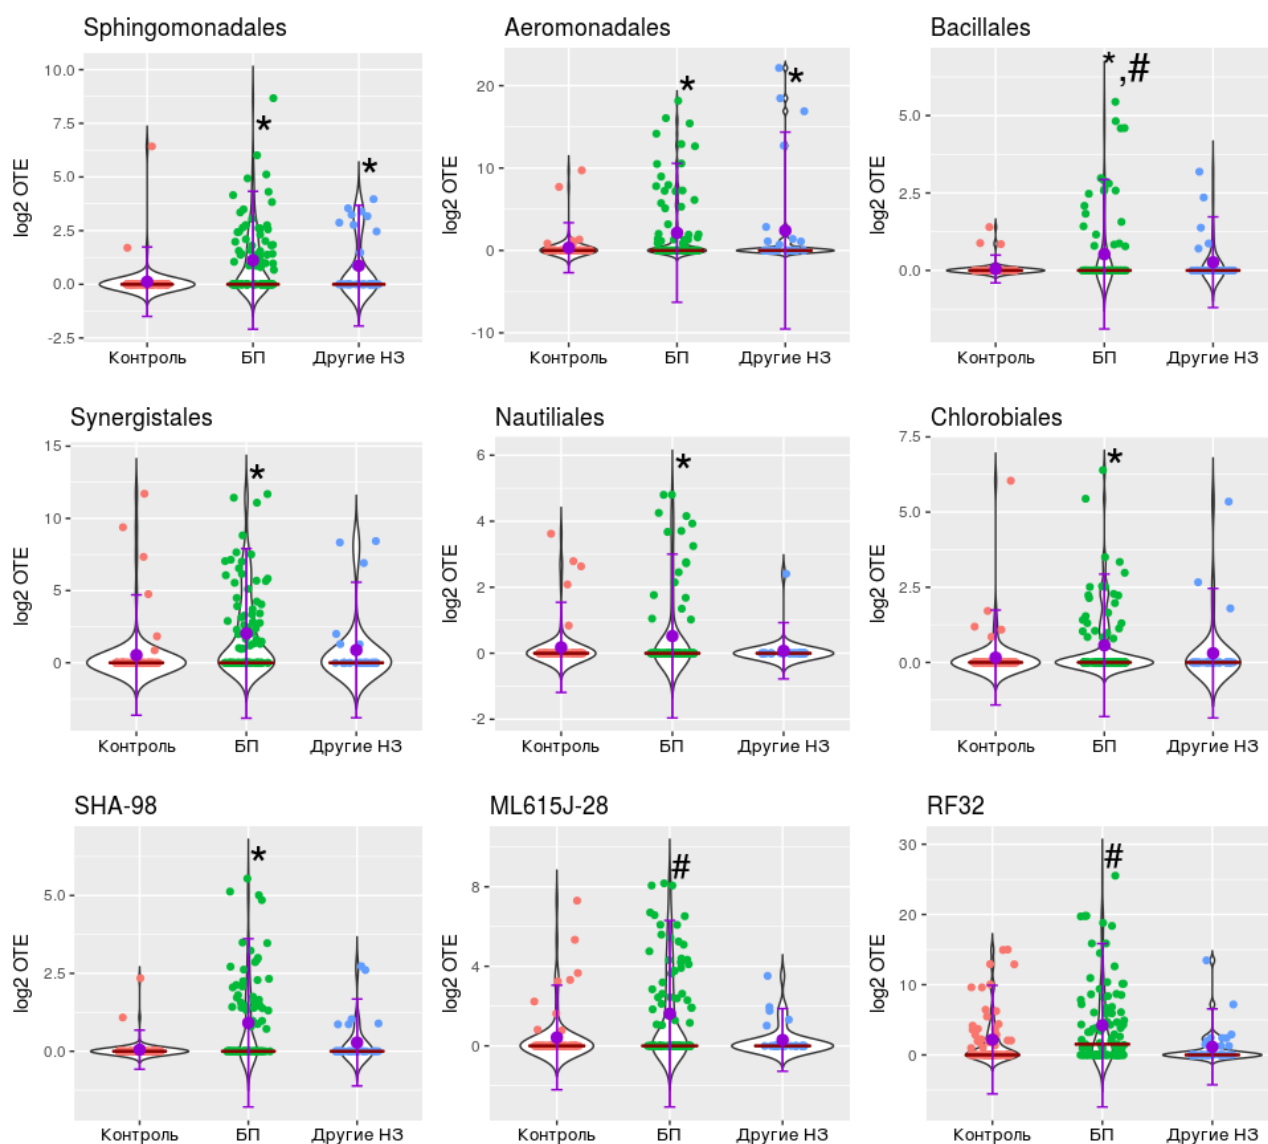 Sphingomonadales
Aeromonadales
Bacillales
log2 OTE
10.0
7.5
5.0
2.5
0.0
-2.5
*
*
Контроль
БП
Другие НЗ
log2 OTE
20
10
0
-10
*
*
Контроль
БП
Другие НЗ
log2 OTE
5.0
2.5
0.0
*,#
Контроль
БП
Другие НЗ
Synergistales
Nautiliales
Chlorobiales
log2 OTE
15
10
5
0
*
Контроль
БП
Другие НЗ
log2 OTE
6
4
2
0
-2
*
Контроль
БП
Другие НЗ
log2 OTE
7.5
5.0
2.5
0.0
*
Контроль
БП
Другие НЗ
SHA-98
ML615J-28
RF32
log2 OTE
5.0
2.5
0.0
*
Контроль
БП
Другие НЗ
log2 OTE
8
4
0
#
Контроль
БП
Другие НЗ
log2 OTE
30
20
10
0
#
Контроль
БП
Другие НЗ